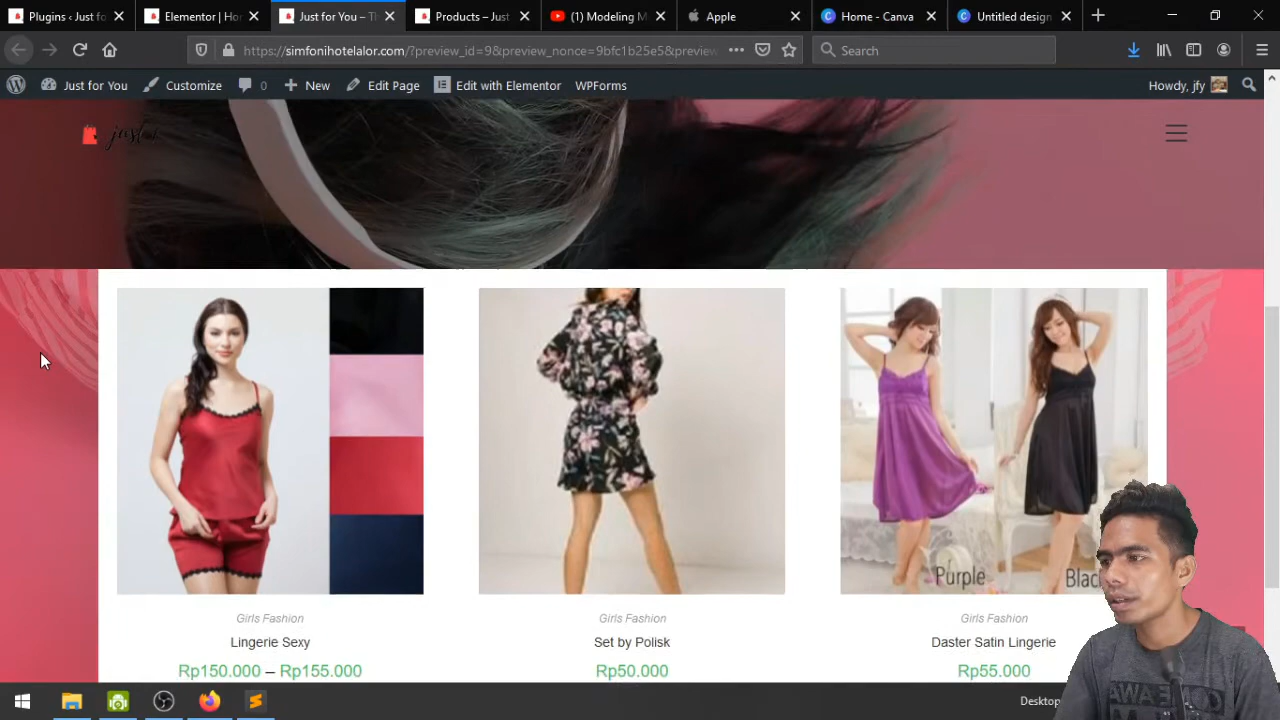 Plugins ‹ Just fo
Elementor | Ho
Just for You – Th
Products – Just
(1) Modeling M
Apple
Home - Canva
Untitled design
https://simfonihotelalor.com/?preview_id=9&preview_nonce=9bfc1b25e5&preview
Search
Just for You
Customize
0
New
Edit Page
Edit with Elementor
WPForms
Howdy, jfy
just
Purple
Black
Girls Fashion
Girls Fashion
Girls Fashion
Lingerie Sexy
Set by Polisk
Daster Satin Lingerie
Rp150.000 – Rp155.000
Rp50.000
Rp55.000
Desktop